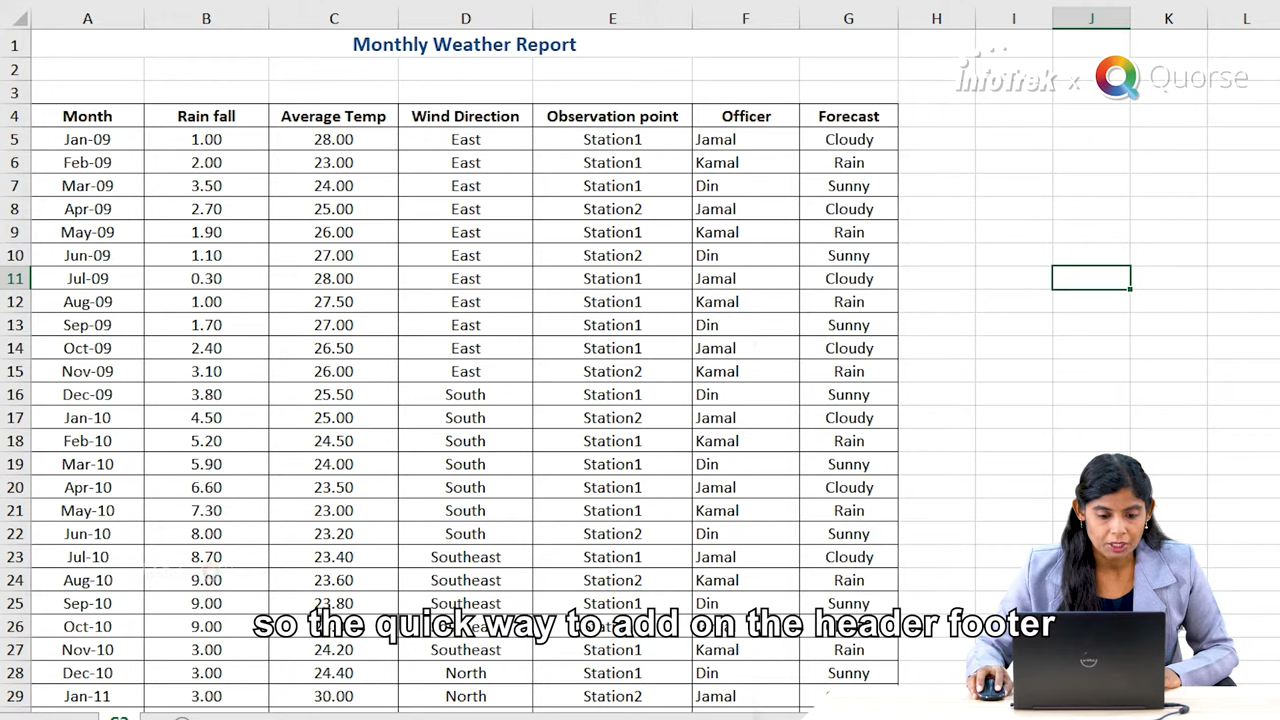 A B C D E F G H I J K L
1 Monthly Weather Report
2
3
infoTrek x Quorse
4 Month Rain fall Average Temp Wind Direction Observation point Officer Forecast
5 Jan-09 1.00 28.00 East Station1 Jamal Cloudy
6 Feb-09 2.00 23.00 East Station1 Kamal Rain
7 Mar-09 3.50 24.00 East Station1 Din Sunny
8 Apr-09 2.70 25.00 East Station2 Jamal Cloudy
9 May-09 1.90 26.00 East Station1 Kamal Rain
10 Jun-09 1.10 27.00 East Station2 Din Sunny
11 Jul-09 0.30 28.00 East Station1 Jamal Cloudy
12 Aug-09 1.00 27.50 East Station1 Kamal Rain
13 Sep-09 1.70 27.00 East Station1 Din Sunny
14 Oct-09 2.40 26.50 East Station1 Jamal Cloudy
15 Nov-09 3.10 26.00 East Station2 Kamal Rain
16 Dec-09 3.80 25.50 South Station1 Din Sunny
17 Jan-10 4.50 25.00 South Station2 Jamal Cloudy
18 Feb-10 5.20 24.50 South Station1 Kamal Rain
19 Mar-10 5.90 24.00 South Station1 Din Sunny
20 Apr-10 6.60 23.50 South Station1 Jamal Cloudy
21 May-10 7.30 23.00 South Station1 Kamal Rain
22 Jun-10 8.00 23.20 South Station2 Din Sunny
23 Jul-10 8.70 23.40 Southeast Station1 Jamal Cloudy
24 Aug-10 9.00 23.60 Southeast Station2 Kamal Rain
25 Sep-10 9.00 23.80 Southeast Station1 Din Sunny
so the quick way to add on the header footer
26 Oct-10 9.00
27 Nov-10 3.00 24.20 Southeast Station1 Kamal Rain
28 Dec-10 3.00 24.40 North Station1 Din Sunny
29 Jan-11 3.00 30.00 North Station2 Jamal